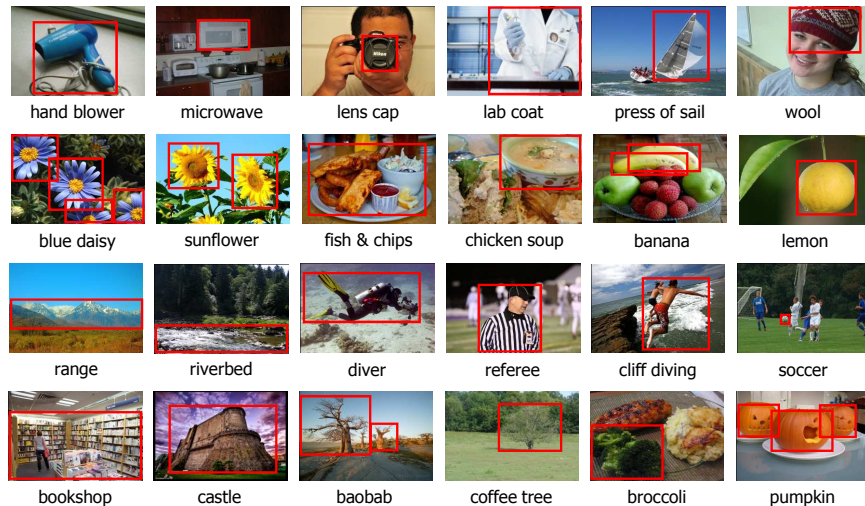 Nikon
hand blower
microwave
lens cap
lab coat
press of sail
wool
blue daisy
sunflower
fish & chips
chicken soup
banana
lemon
range
riverbed
diver
referee
cliff diving
soccer
bookshop
castle
baobab
coffee tree
broccoli
pumpkin